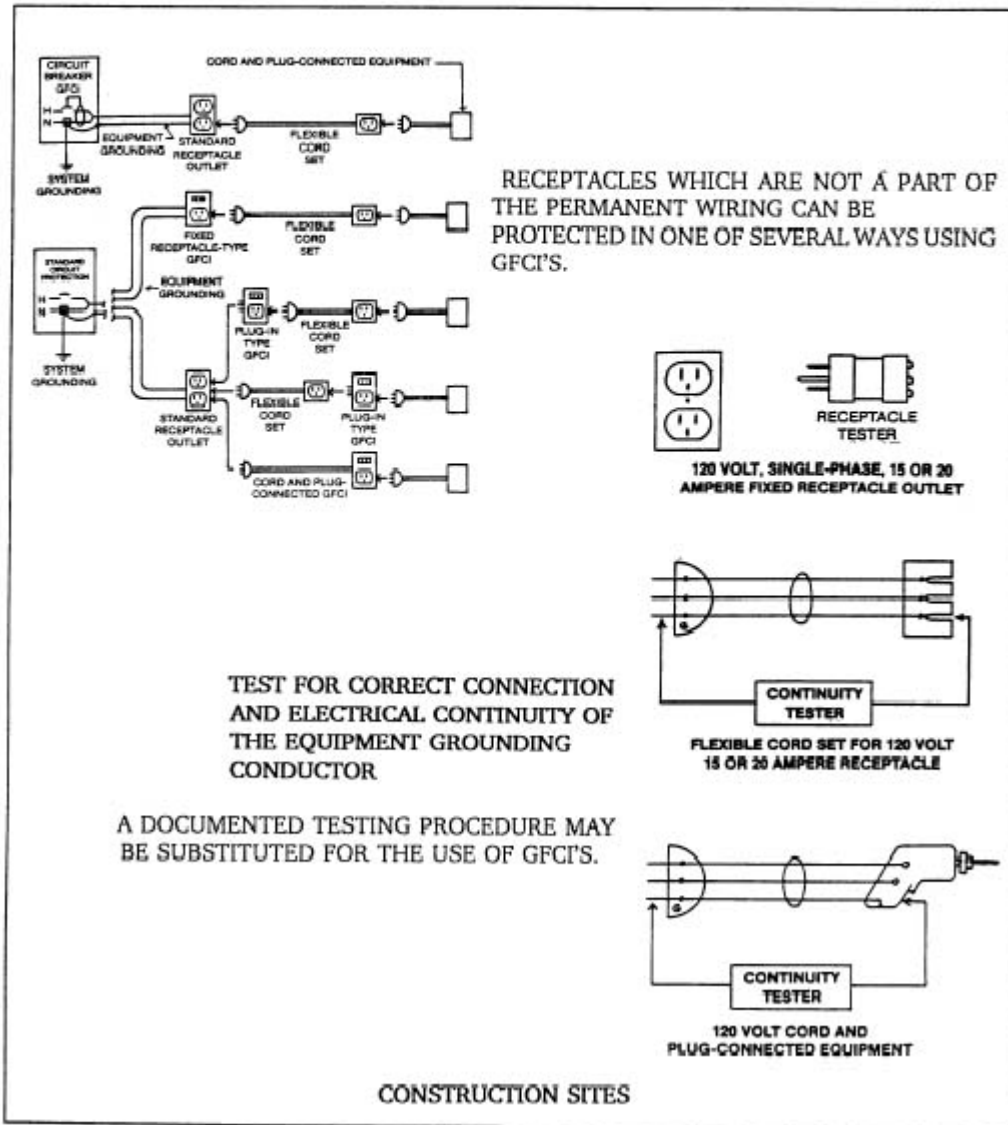 CIRCUIT
BREAKER
GFCI
CORD AND PLUG-CONNECTED EQUIPMENT
H
N
EQUIPMENT
GROUNDING
STANDARD
RECEPTACLE
OUTLET
FLEXIBLE
CORD
SET
SYSTEM
GROUNDING
RECEPTACLES WHICH ARE NOT A PART OF
THE PERMANENT WIRING CAN BE
PROTECTED IN ONE OF SEVERAL WAYS USING
GFCI'S.
FIXED
RECEPTACLE-TYPE
GFCI
FLEXIBLE
CORD
SET
STANDARD
CIRCUIT
PROTECTION
H
N
EQUIPMENT
GROUNDING
PLUG-IN
TYPE
GFCI
FLEXIBLE
CORD
SET
SYSTEM
GROUNDING
STANDARD
RECEPTACLE
OUTLET
FLEXIBLE
CORD
SET
PLUG-IN
TYPE
GFCI
CORD AND PLUG-
CONNECTED GFCI
RECEPTACLE
TESTER
120 VOLT, SINGLE-PHASE, 15 OR 20
AMPERE FIXED RECEPTACLE OUTLET
G
CONTINUITY
TESTER
FLEXIBLE CORD SET FOR 120 VOLT
15 OR 20 AMPERE RECEPTACLE
TEST FOR CORRECT CONNECTION
AND ELECTRICAL CONTINUITY OF
THE EQUIPMENT GROUNDING
CONDUCTOR
A DOCUMENTED TESTING PROCEDURE MAY
BE SUBSTITUTED FOR THE USE OF GFCI'S.
G
CONTINUITY
TESTER
120 VOLT CORD AND
PLUG-CONNECTED EQUIPMENT
CONSTRUCTION SITES